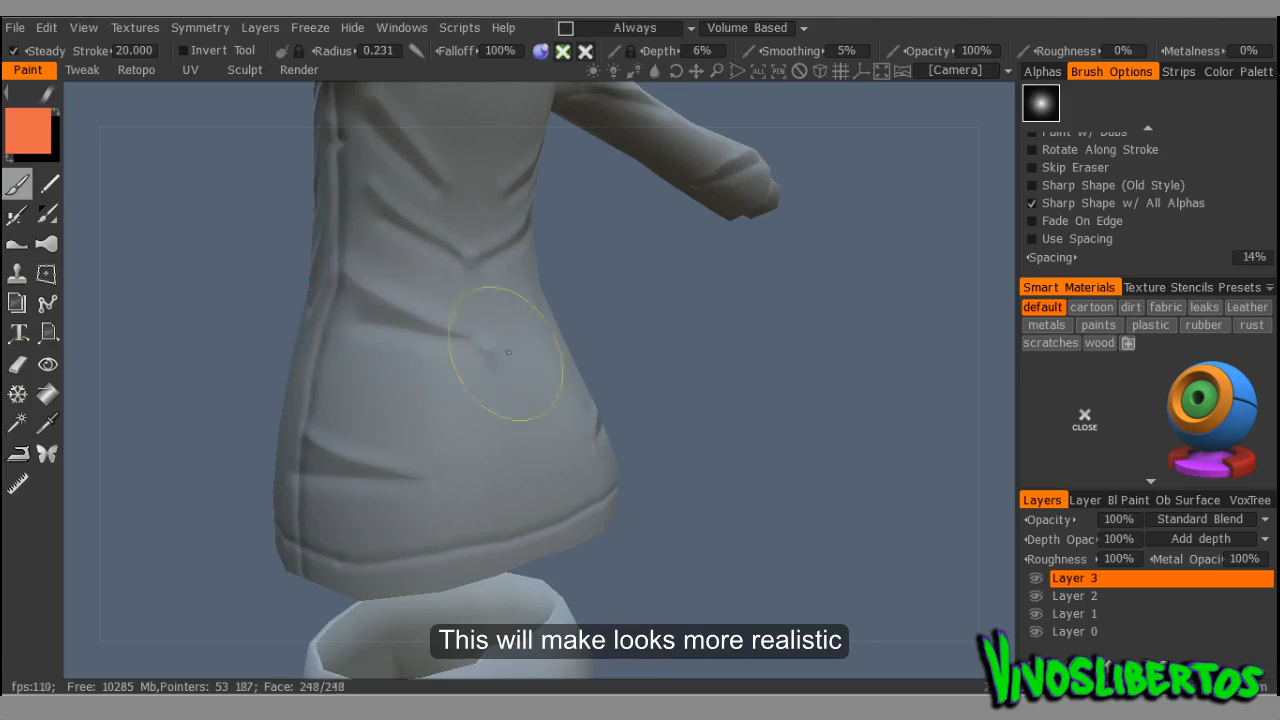 File Edit View Textures Symmetry Layers Freeze Hide Windows Scripts Help Always Volume Based
Steady Stroke 20.000 Invert Tool Radius 0.231 Falloff 100% Depth 6% Smoothing 5% Opacity 100% Roughness 0% Metalness 0%
Paint Tweak Retopo UV Sculpt Render ALL PEN [Camera] Alphas Brush Options Strips Color Palett
Paint w/ Dabs
Rotate Along Stroke
Skip Eraser
Sharp Shape (Old Style)
Sharp Shape w/ All Alphas
Fade On Edge
Use Spacing
Spacing 14%
Smart Materials Texture Stencils Presets
default cartoon dirt fabric leaks Leather
metals paints plastic rubber rust
scratches wood
CLOSE
Layers Layer Bl Paint Ob Surface VoxTree
Opacity 100% Standard Blend
Depth Opac 100% Add depth
Roughness 100% Metal Opaci 100%
Layer 3
Layer 2
Layer 1
Layer 0
This will make looks more realistic
VIVOSLIBERTOS
fps:110; Free: 10285 Mb,Pointers: 53 187; Face: 248/248